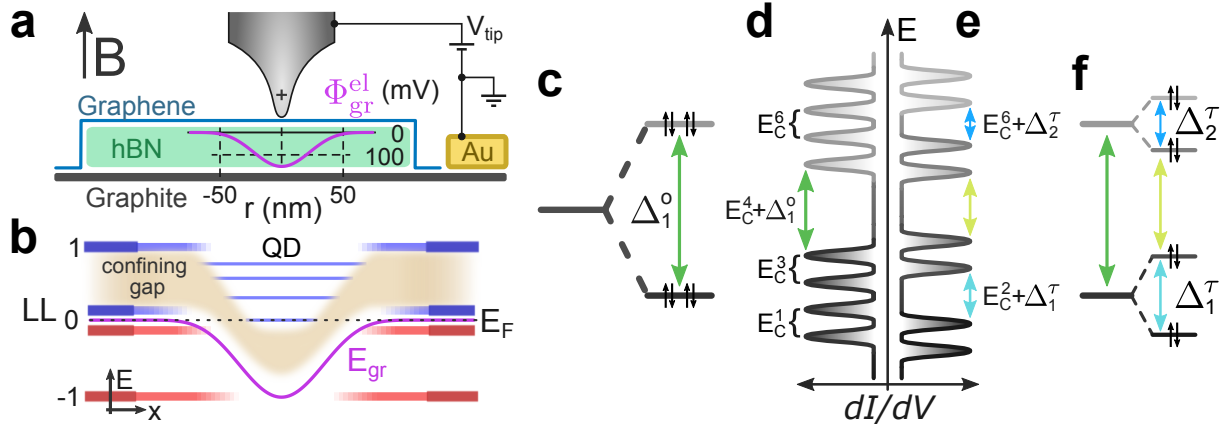 a
B
V_tip
Φ_gr^el (mV)
Graphene
hBN
0
100
Au
Graphite
-50
50
r (nm)
b
QD
1
confining
gap
LL
0
E_F
E_gr
-1
E
x
c
Δ_1^o
d
E
E_C^6{
E_C^4+Δ_1^o
E_C^3{
E_C^1{
dI/dV
e
E_C^6+Δ_2^τ
E_C^2+Δ_1^τ
f
Δ_2^τ
Δ_1^τ